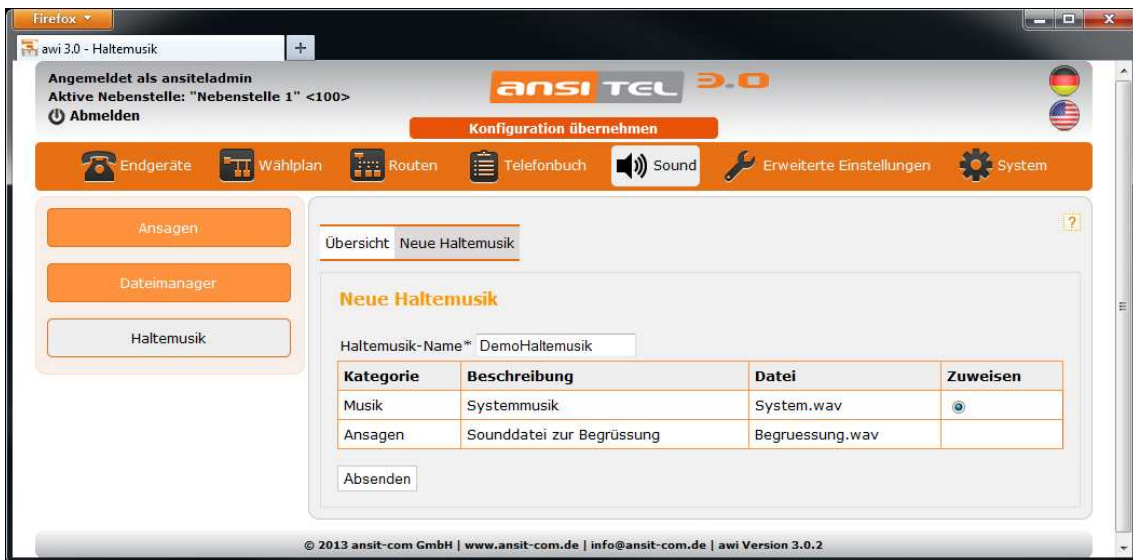 Firefox
awi 3.0 - Haltemusik
Angemeldet als ansiteladmin
Aktive Nebenstelle: "Nebenstelle 1" <100>
Abmelden
ansi TEL 3.0
Konfiguration übernehmen
Endgeräte Wählplan Routen Telefonbuch Sound Erweiterte Einstellungen System
Ansagen
Dateimanager
Haltemusik
?
Übersicht Neue Haltemusik
Neue Haltemusik
Haltemusik-Name* DemoHaltemusik
Kategorie Beschreibung Datei Zuweisen
Musik Systemmusik System.wav
Ansagen Sounddatei zur Begrüssung Begruessung.wav
Absenden
© 2013 ansit-com GmbH | www.ansit-com.de | info@ansit-com.de | awi Version 3.0.2